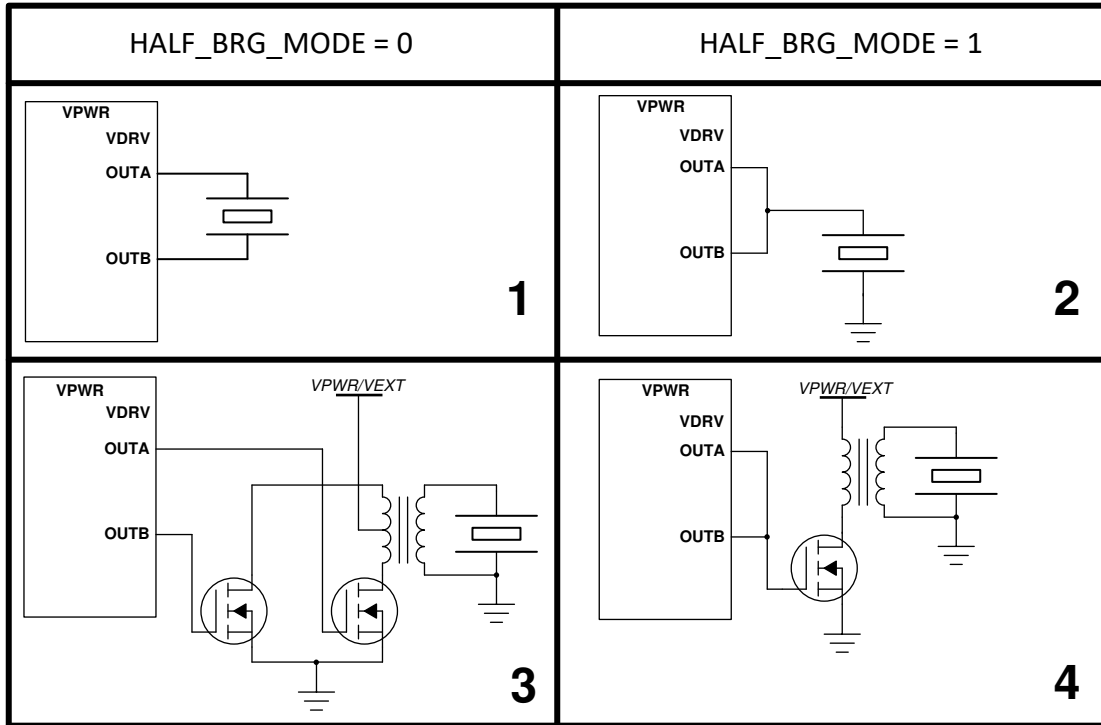 HALF_BRG_MODE = 0
HALF_BRG_MODE = 1
VPWR
VDRV
OUTA
OUTB
1
VPWR
VDRV
OUTA
OUTB
2
VPWR
VDRV
OUTA
OUTB
VPWR/VEXT
3
VPWR
VDRV
OUTA
OUTB
VPWR/VEXT
4